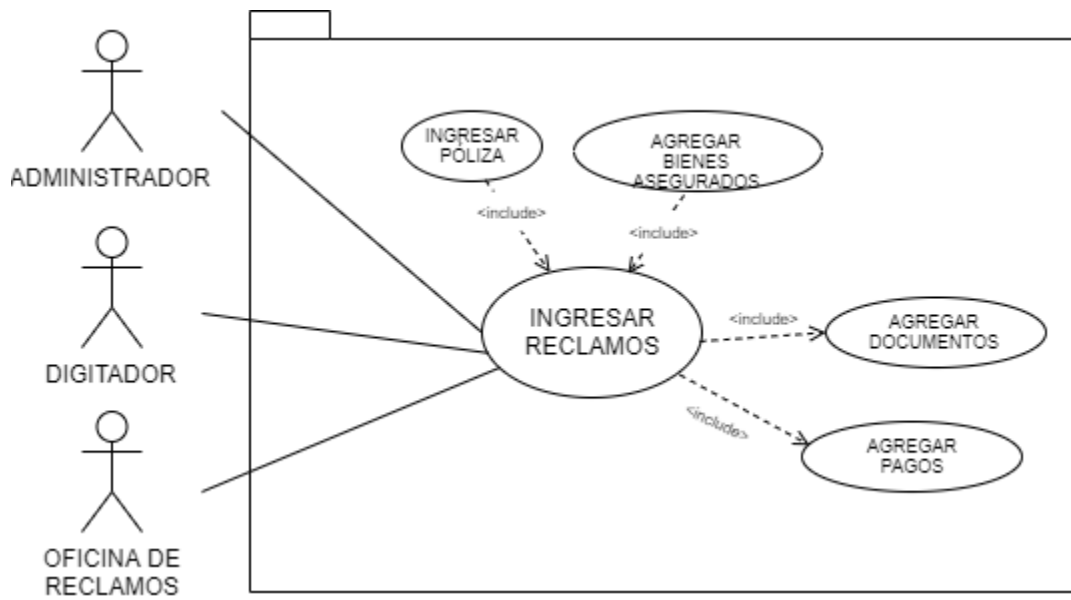 ADMINISTRADOR
DIGITADOR
OFICINA DE
RECLAMOS
INGRESAR
PÓLIZA
AGREGAR
BIENES
ASEGURADOS
<include>
<include>
INGRESAR
RECLAMOS
<include>
AGREGAR
DOCUMENTOS
<include>
AGREGAR
PAGOS